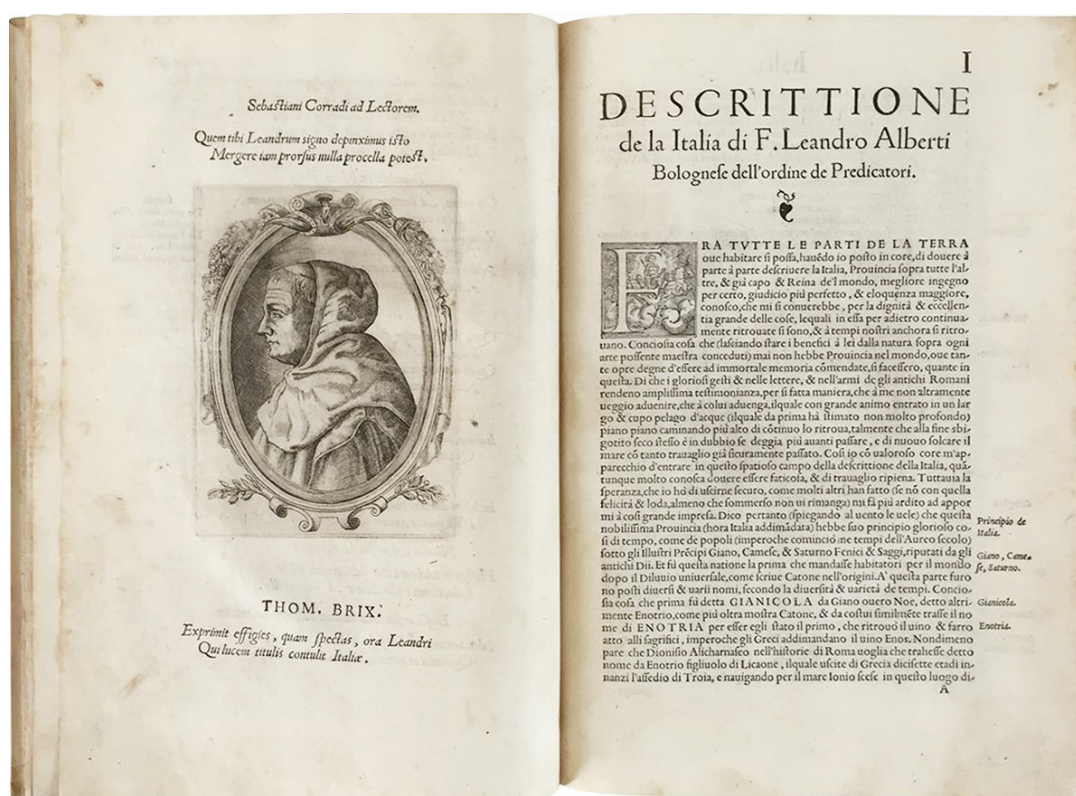 Sebastiani Corradi ad Lectorem.
Quem tibi Leandrum signo depinximus isto
Mergere iam prorsus nulla procella potest.
THOM. BRIX.
Exprimit effigies, quam spectas, ora Leandri
Qui lucem titulis contulit Italiæ.
I
DESCRITTIONE
de la Italia di F. Leandro Alberti
Bolognese dell'ordine de Predicatori.
FRA TVTTE LE PARTI DE LA TERRA
oue habitare si possa, hauēdo io posto in core, di douere à
parte à parte descriuere la Italia, Prouincia sopra tutte l'al-
tre, & già capo & Reina de'l mondo, megliore ingegno
per certo, giudicio piu perfetto, & eloquenza maggiore,
conosco, che mi si conuerebbe, per la dignità & eccellen-
tia grande delle cose, lequali in essa per adietro continua-
mente ritrouate si sono, & à tempi nostri anchora si ritro-
uano. Conciosia cosa che (lasciando stare i benefici à lei dalla natura sopra ogni
arte possente maestra conceduti) mai non hebbe Prouincia nel mondo, oue tan-
te opre degne d'essere ad immortale memoria cōmendate, si facessero, quante in
questa. Di che i gloriosi gesti & nelle lettere, & nell'armi de gli antichi Romani
rendeno amplissima testimonianza, per si fatta maniera, che à me non altramente
ueggio aduenire, che à colui aduenga, ilquale con grande animo entrato in un lar
go & cupo pelago d'acque (ilquale da prima hà stimato non molto profondo)
piano piano caminando più alto di cōtinuo lo ritroua, talmente che alla fine sbi-
gotito seco stesso è in dubbio se deggia più auanti passare, e di nuouo solcare il
mare cō tanto trauaglio già sicuramente passato. Cosi io cō ualoroso core m'ap-
parecchio d'entrare in questo spatioso campo della descrittione della Italia, quā-
tunque molto conosca douere essere faticosa, & di trauaglio ripiena. Tuttauia la
speranza, che io hò di uscirne securo, come molti altri han fatto (se nō con quella
felicità & loda, almeno che sommerso non ui rimanga) mi fà più ardito ad appor
mi à cosi grande impresa. Dico pertanto (spiegando al uento le uele) che questa
nobilissima Prouincia (hora Italia addimādata) hebbe suo principio glorioso co-
si di tempo, come de popoli (imperoche cominciò ne tempi dell'Aureo secolo)
sotto gli Illustri Prēcipi Giano, Camese, & Saturno Fenici & Saggi, riputati da gli
antichi Dii. Et fu questa natione la prima che mandasse habitatori per il mondo
dopo il Diluuio uniuersale, come scriue Catone nell'origini. A' questa parte furo
no posti diuersi & uarii nomi, secondo la diuersità & uarietà de tempi. Concio-
sia cosa che prima fù detta GIANICOLA da Giano ouero Noe, detto altri-
mente Enotrio, come più oltra mostra Catone, & da costui similmēte trasse il no
me di ENOTRIA per esser egli stato il primo, che ritrouò il uino & farro
atto alli sagrifici, imperoche gli Greci addimandano il uino Enos. Nondimeno
pare che Dionisio Alicharnaseo nell'historie di Roma uoglia che trahesse detto
nome da Enotrio figliuolo di Licaone, ilquale uscite di Grecia dicisette etadi in-
nanzi l'assedio di Troia, e nauigando per il mare Ionio scese in questo luogo di-
A
Principio de
Italia.
Giano, Came-
se, Saturno.
Gianicola.
Enotria.